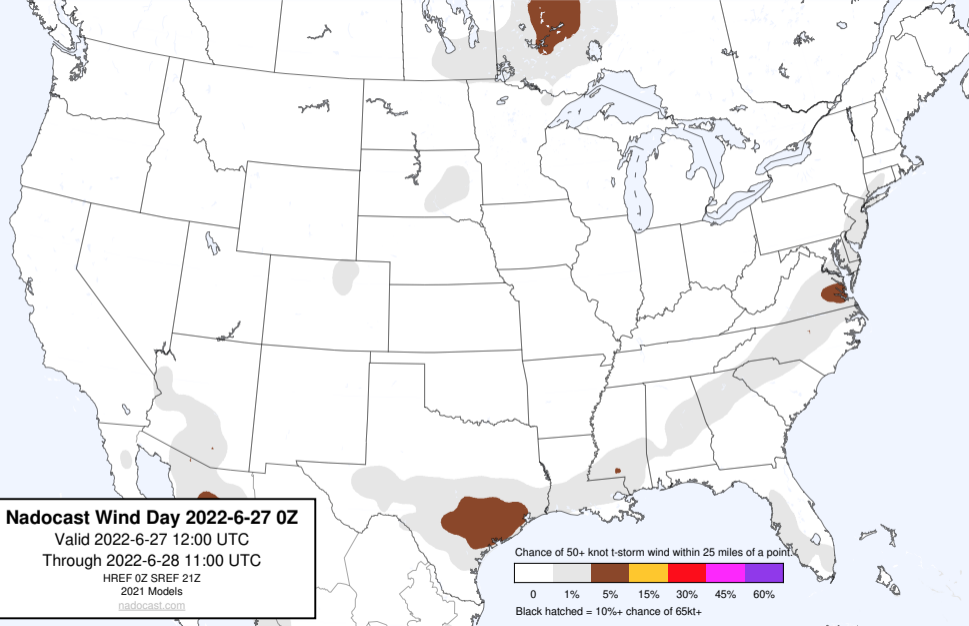 Nadocast Wind Day 2022-6-27 0Z
Valid 2022-6-27 12:00 UTC
Through 2022-6-28 11:00 UTC
HREF 0Z SREF 21Z
2021 Models
nadocast.com
Chance of 50+ knot t-storm wind within 25 miles of a point.
0 1% 5% 15% 30% 45% 60%
Black hatched = 10%+ chance of 65kt+